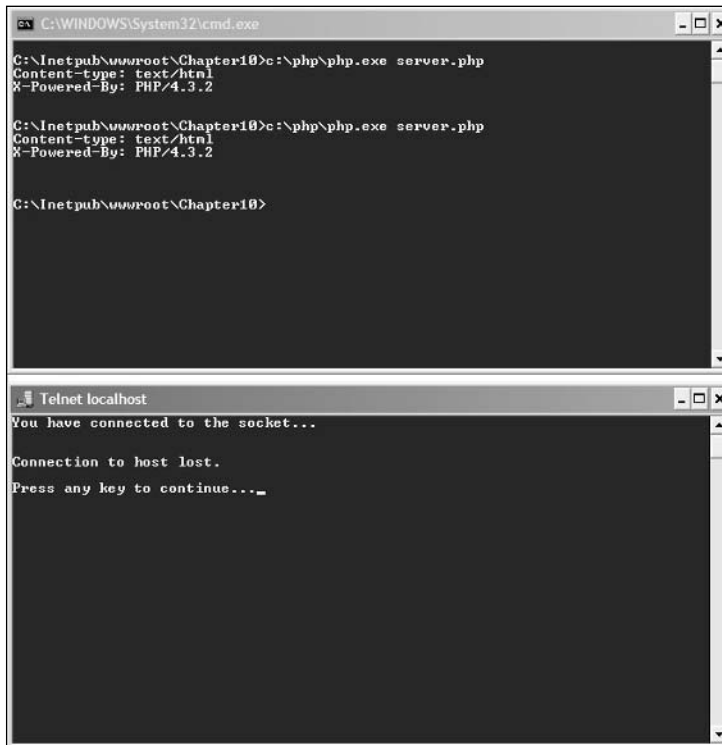 C:\WINDOWS\System32\cmd.exe
C:\Inetpub\wwwroot\Chapter10>c:\php\php.exe server.php
Content-type: text/html
X-Powered-By: PHP/4.3.2
C:\Inetpub\wwwroot\Chapter10>c:\php\php.exe server.php
Content-type: text/html
X-Powered-By: PHP/4.3.2
C:\Inetpub\wwwroot\Chapter10>
Telnet localhost
You have connected to the socket...
Connection to host lost.
Press any key to continue..._